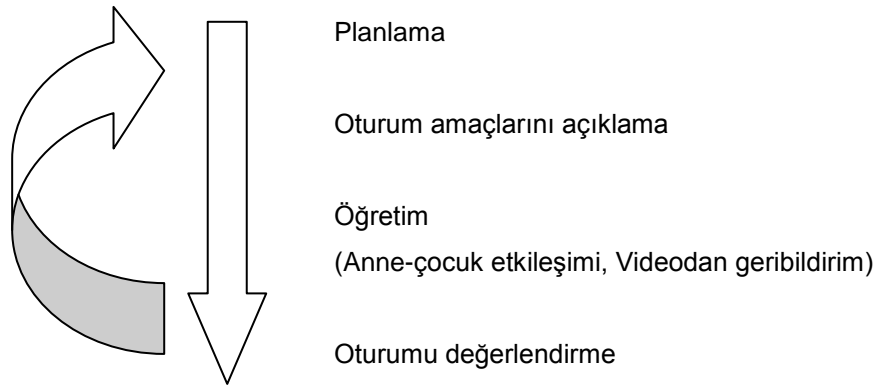 Planlama
Oturum amaçlarını açıklama
Öğretim
(Anne-çocuk etkileşimi, Videodan geribildirim)
Oturumu değerlendirme